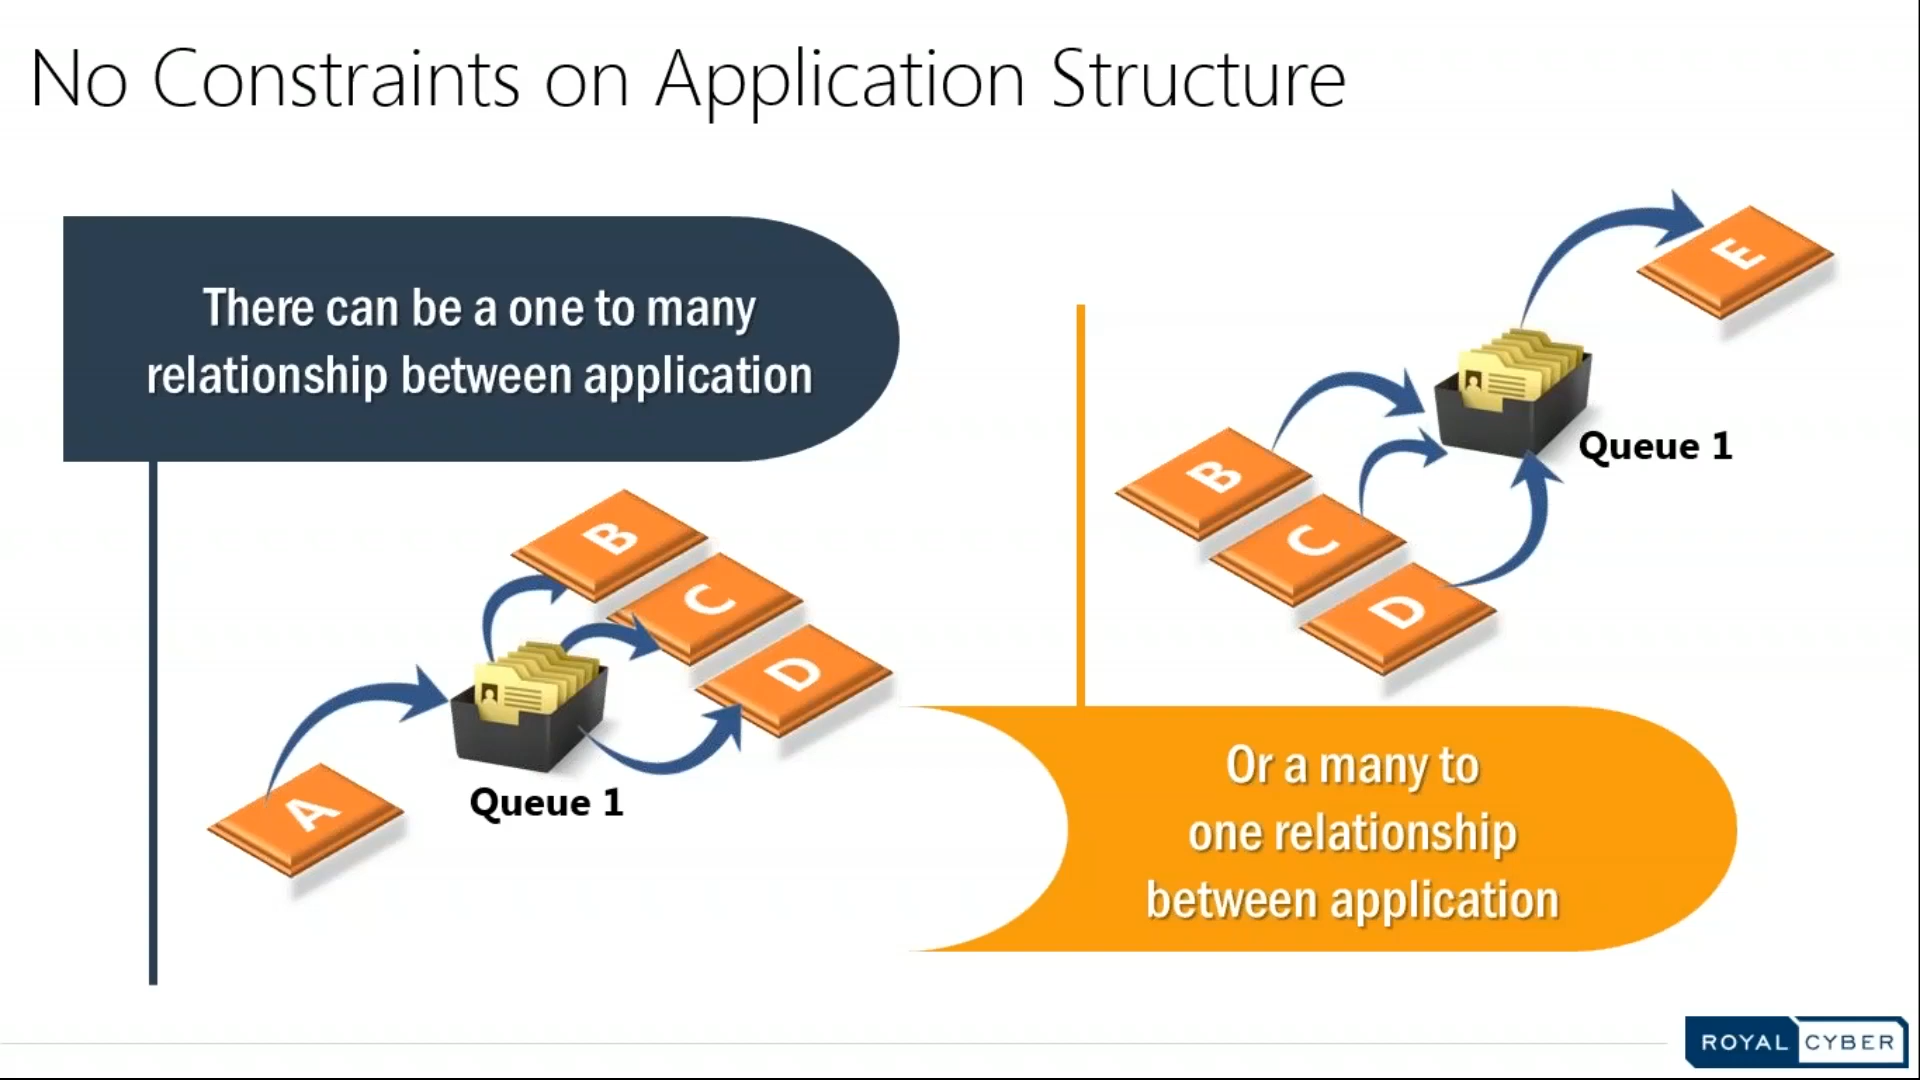 No Constraints on Application Structure
There can be a one to many
relationship between application
B
C
D
A
Queue 1
E
Queue 1
B
C
D
Or a many to
one relationship
between application
ROYAL CYBER